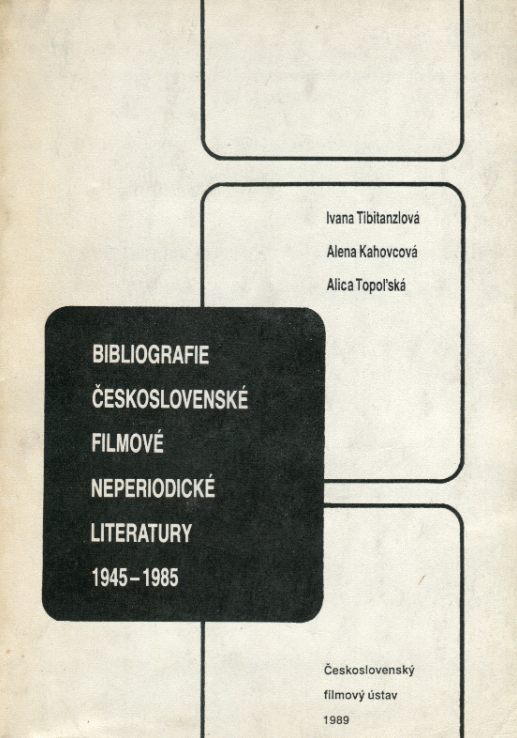 Ivana Tibitanzlová
Alena Kahovcová
Alica Topoľská
BIBLIOGRAFIE
ČESKOSLOVENSKÉ
FILMOVÉ
NEPERIODICKÉ
LITERATURY
1945–1985
Československý
filmový ústav
1989